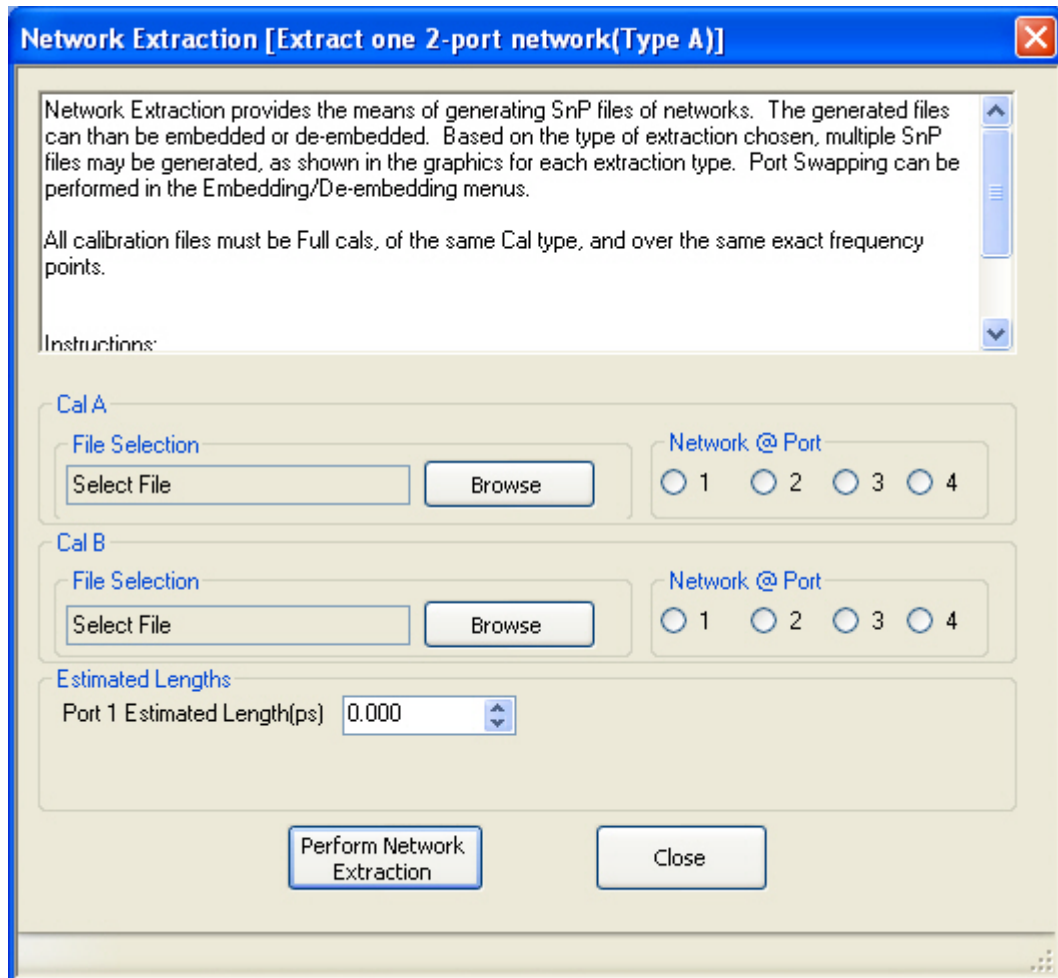 Network Extraction [Extract one 2-port network(Type A)]
Network Extraction provides the means of generating SnP files of networks.  The generated files
can than be embedded or de-embedded.  Based on the type of extraction chosen, multiple SnP
files may be generated, as shown in the graphics for each extraction type.  Port Swapping can be
performed in the Embedding/De-embedding menus.
All calibration files must be Full cals, of the same Cal type, and over the same exact frequency
points.
Instructions:
Cal A
File Selection
Select File
Browse
Network @ Port
1 2 3 4
Cal B
File Selection
Select File
Browse
Network @ Port
1 2 3 4
Estimated Lengths
Port 1 Estimated Length(ps) 0.000
Perform Network
Extraction
Close